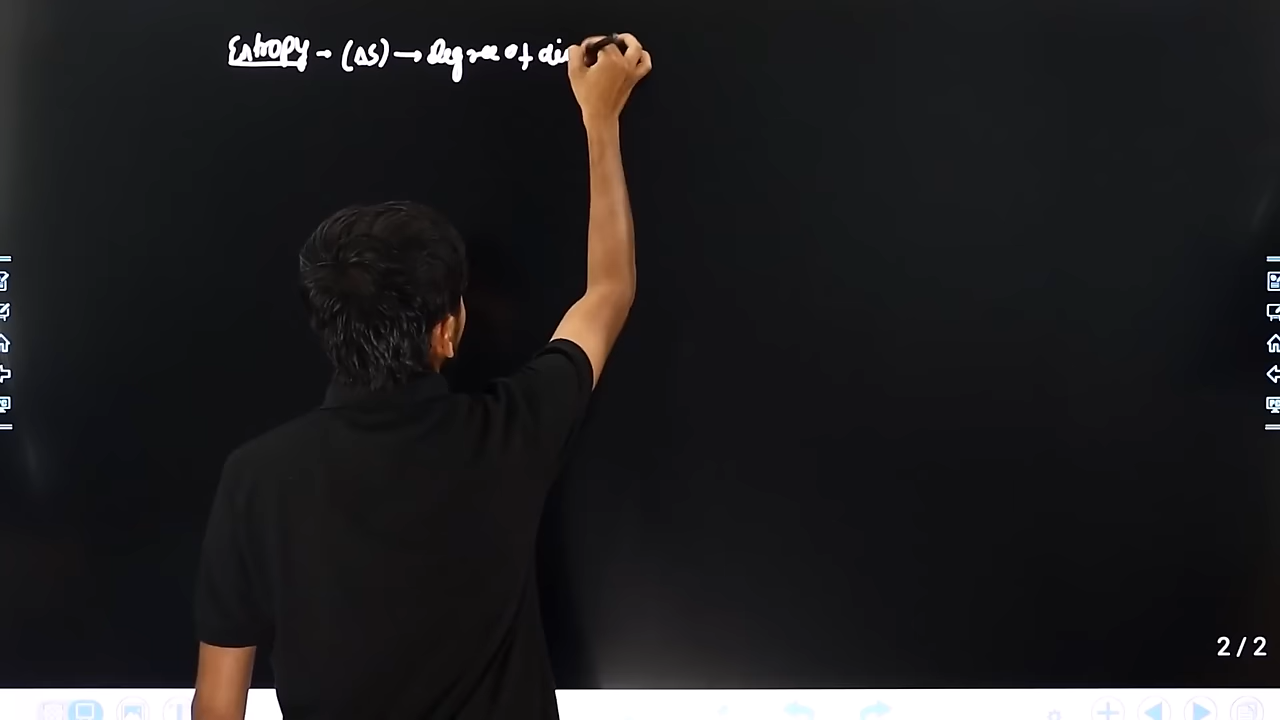 Entropy - (ΔS) → degree of
2 / 2